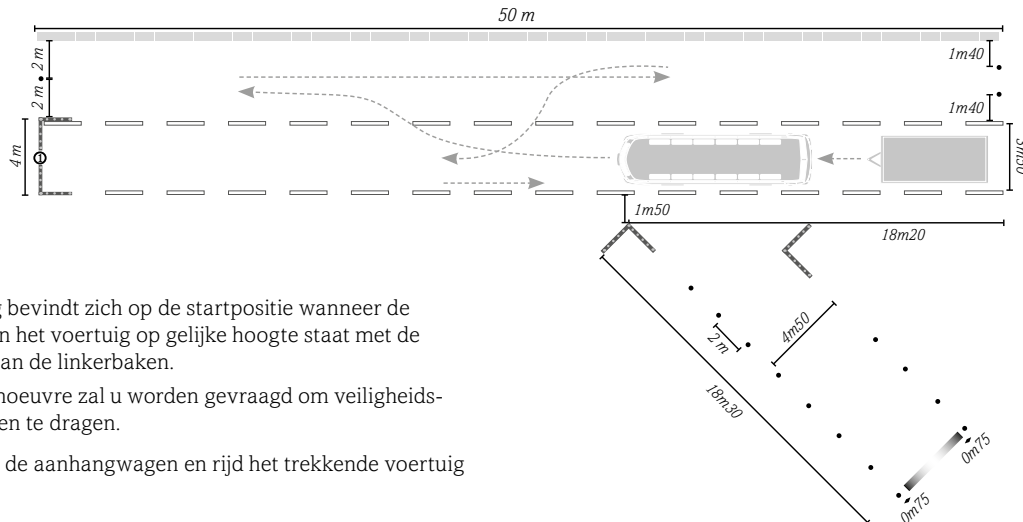 50 m
2 m
2 m
1m40
1m40
4 m
1
3m50
1m50
18m20
g bevindt zich op de startpositie wanneer de
n het voertuig op gelijke hoogte staat met de
an de linkerbaken.
noeuvre zal u worden gevraagd om veiligheids-
en te dragen.
de aanhangwagen en rijd het trekkende voertuig
2 m
4m50
18m30
0m75
0m75